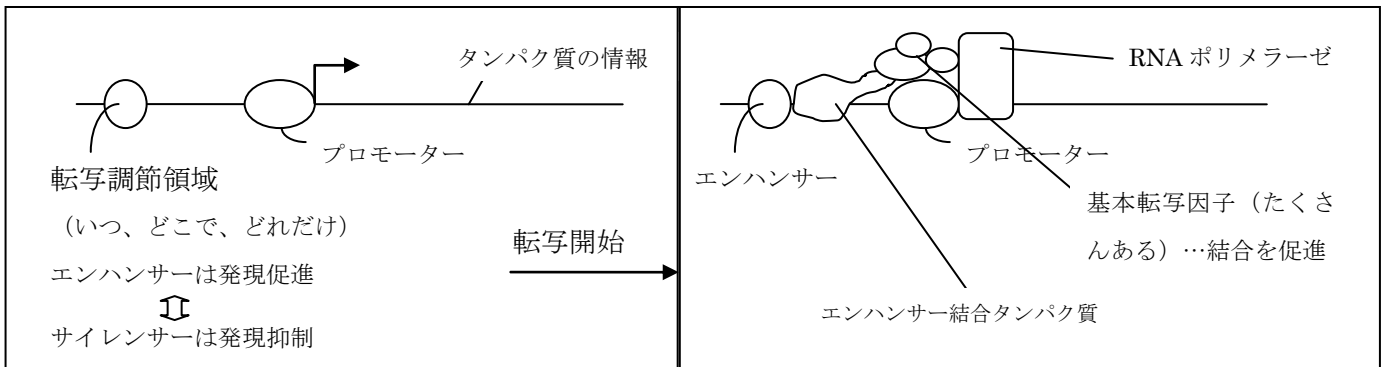 タンパク質の情報
プロモーター
転写調節領域
（いつ、どこで、どれだけ）
エンハンサーは発現促進
サイレンサーは発現抑制
転写開始
RNA ポリメラーゼ
プロモーター
エンハンサー
基本転写因子（たくさ
んある）…結合を促進
エンハンサー結合タンパク質